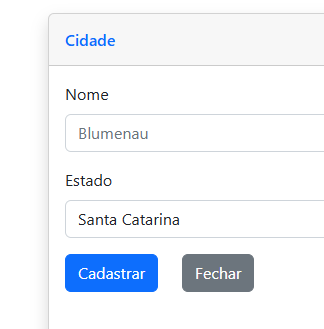 Cidade
Nome
Blumenau
Estado
Santa Catarina
Cadastrar Fechar